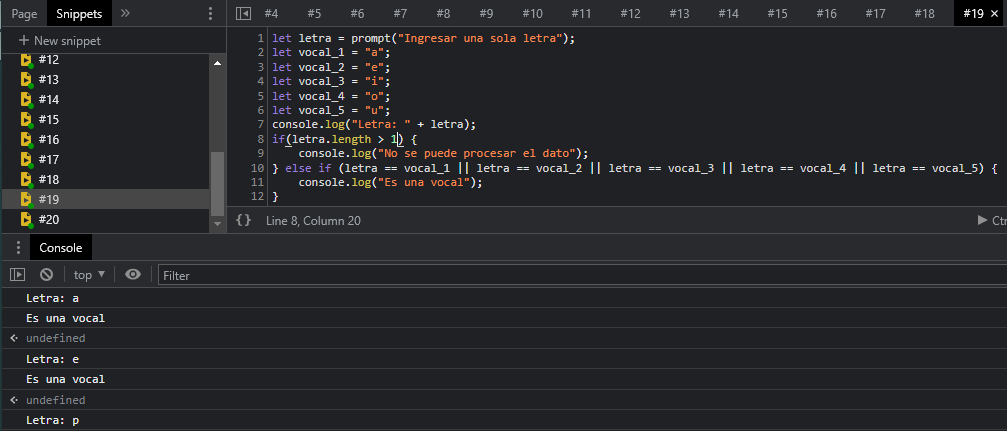 Page Snippets »
#4 #5 #6 #7 #8 #9 #10 #11 #12 #13 #14 #15 #16 #17 #18 #19 ×
+ New snippet
#12
#13
#14
#15
#16
#17
#18
#19
#20
1 let letra = prompt("Ingresar una sola letra");
2 let vocal_1 = "a";
3 let vocal_2 = "e";
4 let vocal_3 = "i";
5 let vocal_4 = "o";
6 let vocal_5 = "u";
7 console.log("Letra: " + letra);
8 if(letra.length > 1) {
9 console.log("No se puede procesar el dato");
10 } else if (letra == vocal_1 || letra == vocal_2 || letra == vocal_3 || letra == vocal_4 || letra == vocal_5) {
11 console.log("Es una vocal");
12 }
{} Line 8, Column 20
Ctr
Console
top ▼ Filter
Letra: a
Es una vocal
undefined
Letra: e
Es una vocal
undefined
Letra: p